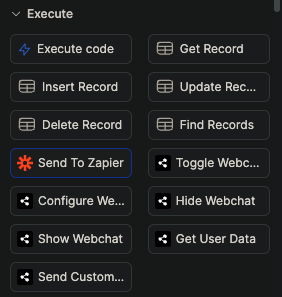 Execute
Execute code
Get Record
Insert Record
Update Rec...
Delete Record
Find Records
Send To Zapier
Toggle Webc...
Configure We...
Hide Webchat
Show Webchat
Get User Data
Send Custom...